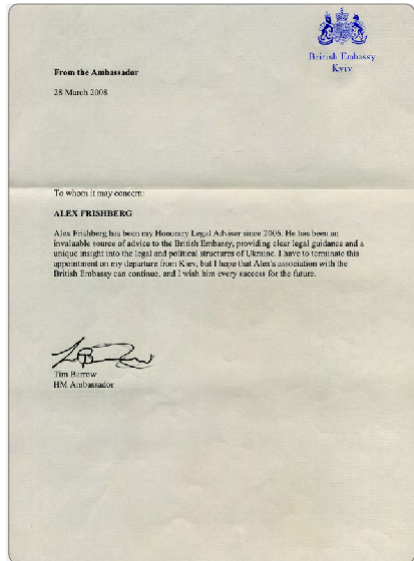 British Embassy
Kyiv
From the Ambassador
28 March 2008
To whom it may concern:
ALEX FRISHBERG
Alex Frishberg has been my Honorary Legal Adviser since 2006. He has been an
invaluable source of advice to the British Embassy, providing clear legal guidance and a
unique insight into the legal and political structures of Ukraine. I have to terminate this
appointment on my departure from Kiev, but I hope that Alex's association with the
British Embassy can continue, and I wish him every success for the future.
Tim Barrow
HM Ambassador